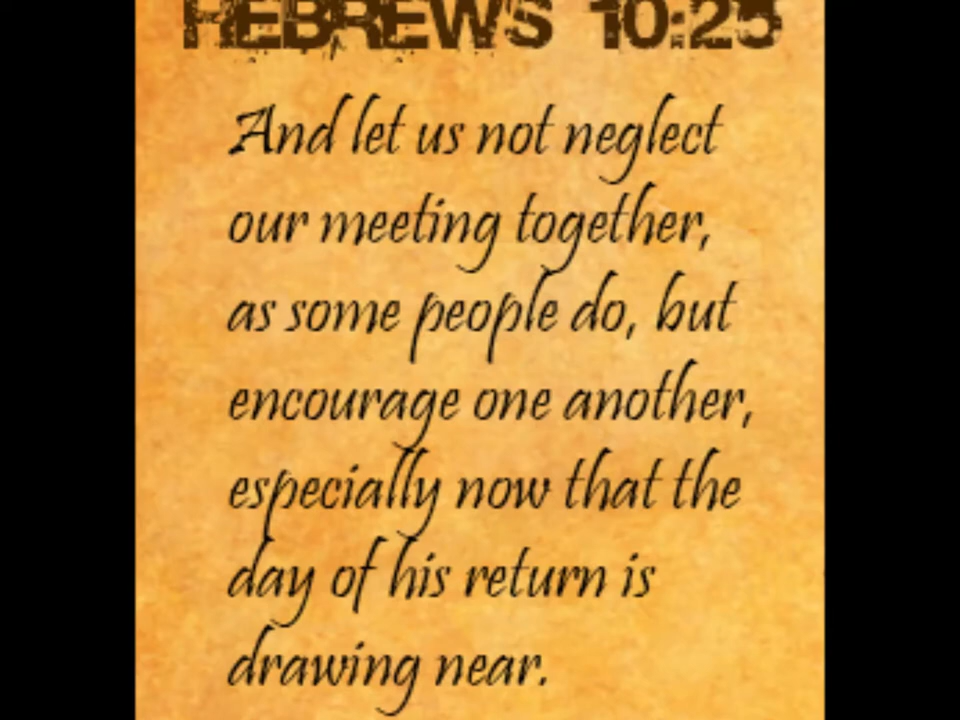 HEBREWS 10:25
And let us not neglect
our meeting together,
as some people do, but
encourage one another,
especially now that the
day of his return is
drawing near.